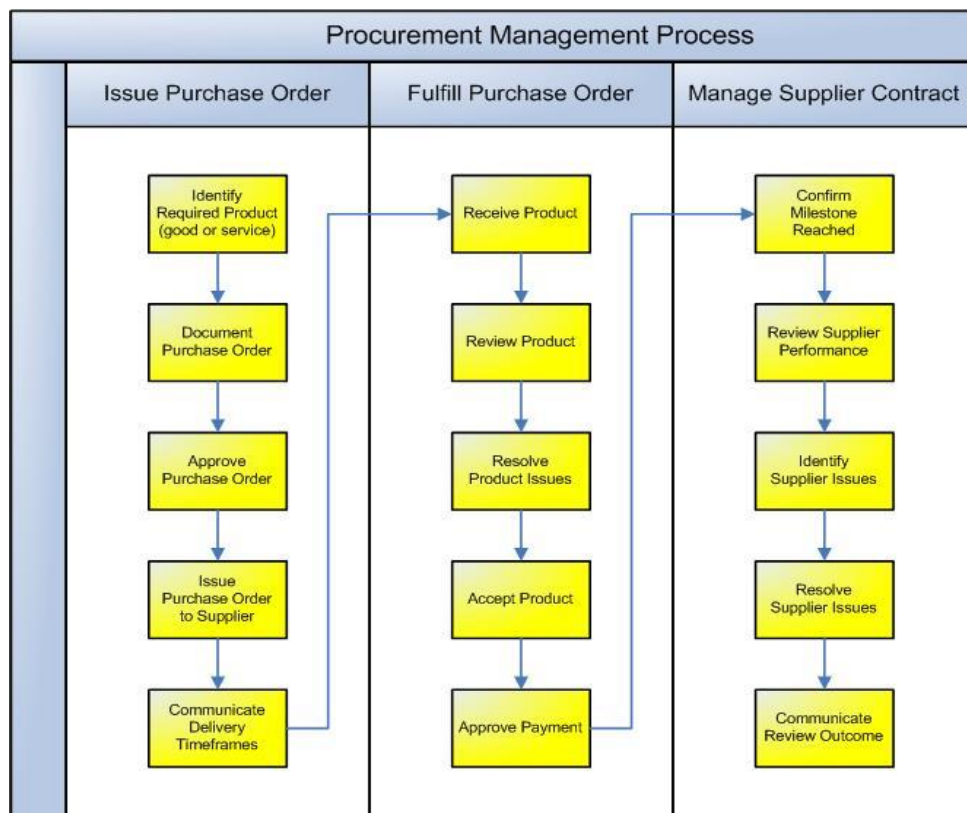 Procurement Management Process
Issue Purchase Order
Fulfill Purchase Order
Manage Supplier Contract
Identify
Required Product
(good or service)
Document
Purchase Order
Approve
Purchase Order
Issue
Purchase Order
to Supplier
Communicate
Delivery
Timeframes
Receive Product
Review Product
Resolve
Product Issues
Accept Product
Approve Payment
Confirm
Milestone
Reached
Review Supplier
Performance
Identify
Supplier Issues
Resolve
Supplier Issues
Communicate
Review Outcome